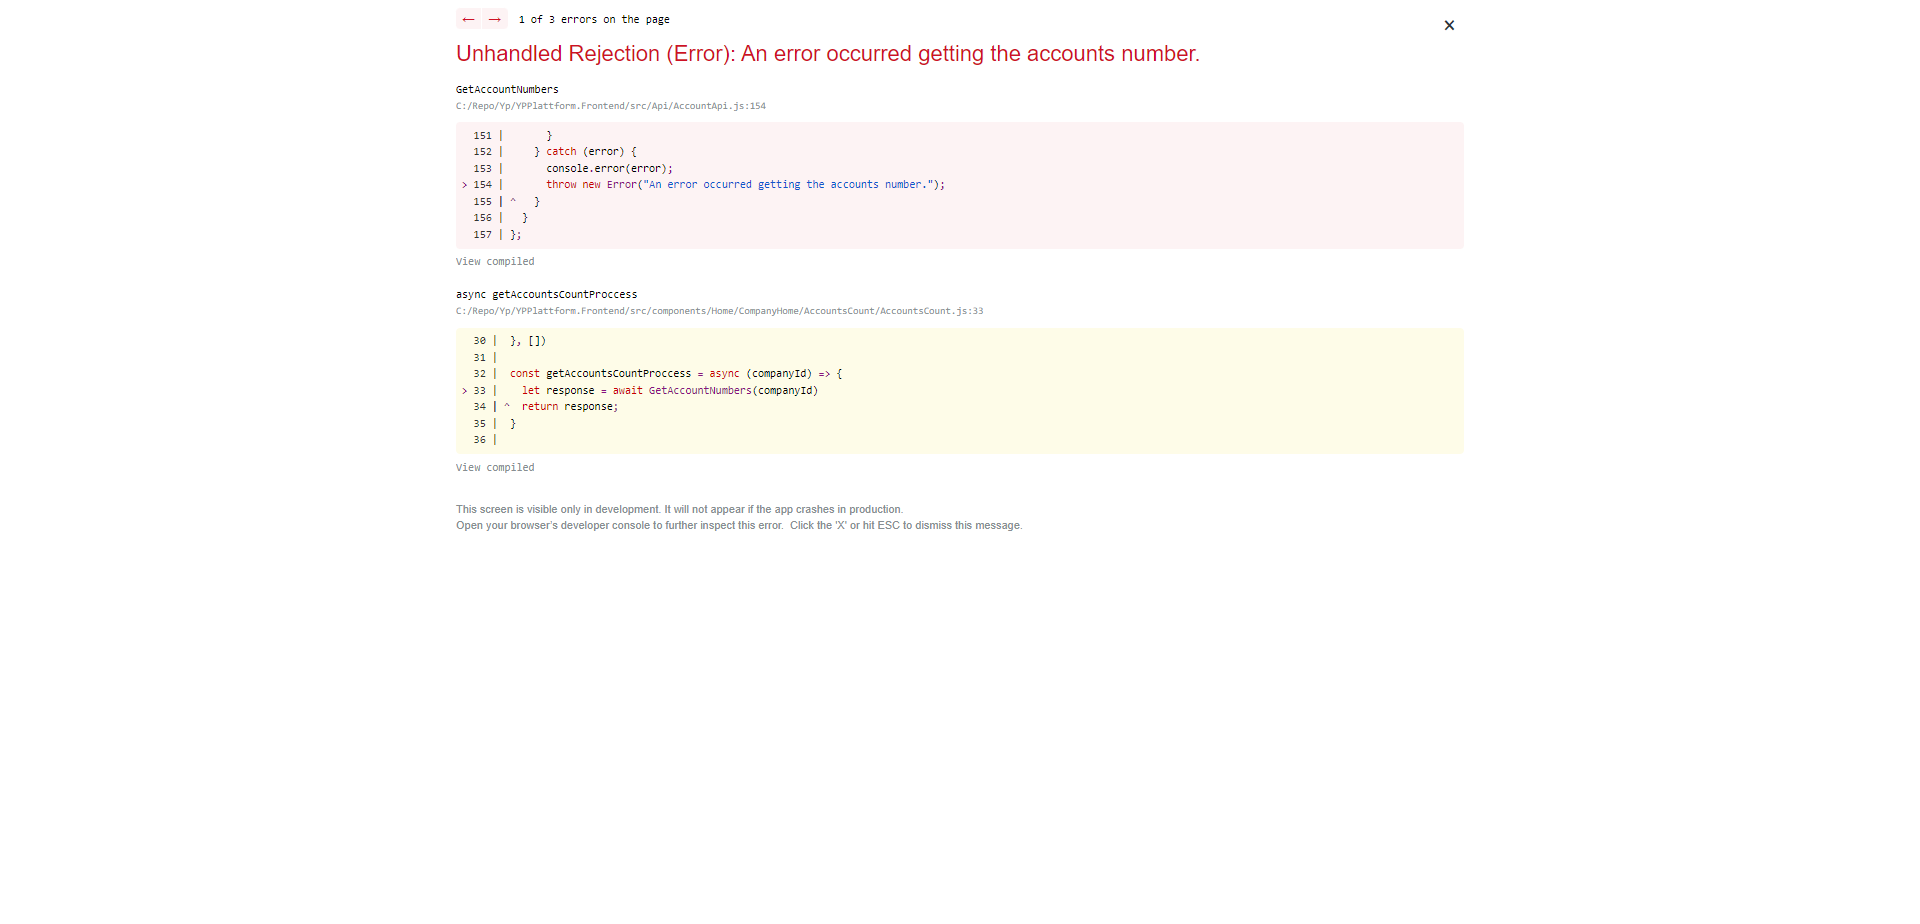 ← → 1 of 3 errors on the page
×
Unhandled Rejection (Error): An error occurred getting the accounts number.
GetAccountNumbers
C:/Repo/Yp/YPPlattform.Frontend/src/Api/AccountApi.js:154
151 |       }
152 |     } catch (error) {
153 |       console.error(error);
> 154 |       throw new Error("An error occurred getting the accounts number.");
155 | ^   }
156 |   }
157 | };
View compiled
async getAccountsCountProccess
C:/Repo/Yp/YPPlattform.Frontend/src/components/Home/CompanyHome/AccountsCount/AccountsCount.js:33
30 |  }, [])
31 |
32 |  const getAccountsCountProccess = async (companyId) => {
> 33 |    let response = await GetAccountNumbers(companyId)
34 | ^  return response;
35 |  }
36 |
View compiled
This screen is visible only in development. It will not appear if the app crashes in production.
Open your browser's developer console to further inspect this error.  Click the 'X' or hit ESC to dismiss this message.